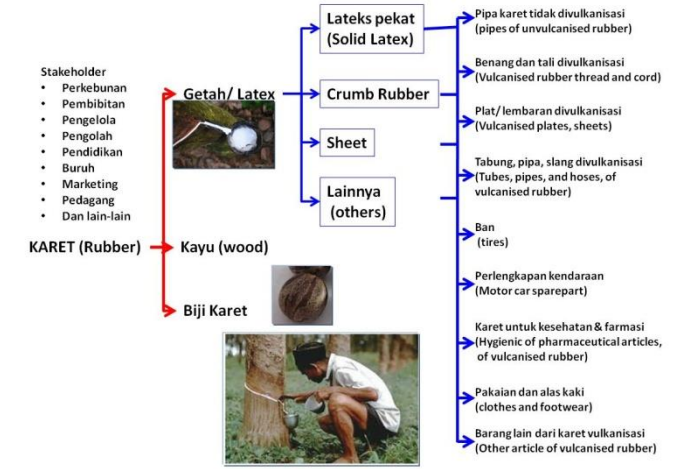 Stakeholder
• Perkebunan
• Pembibitan
• Pengelola
• Pengolah
• Pendidikan
• Buruh
• Marketing
• Pedagang
• Dan lain-lain
KARET (Rubber)
Getah/ Latex
Kayu (wood)
Biji Karet
Lateks pekat
(Solid Latex)
Crumb Rubber
Sheet
Lainnya
(others)
Pipa karet tidak divulkanisasi
(pipes of unvulcanised rubber)
Benang dan tali divulkanisasi
(Vulcanised rubber thread and cord)
Plat/ lembaran divulkanisasi
(Vulcanised plates, sheets)
Tabung, pipa, slang divulkanisasi
(Tubes, pipes, and hoses, of
vulcanised rubber)
Ban
(tires)
Perlengkapan kendaraan
(Motor car sparepart)
Karet untuk kesehatan & farmasi
(Hygienic of pharmaceutical articles,
of vulcanised rubber)
Pakaian dan alas kaki
(clothes and footwear)
Barang lain dari karet vulkanisasi
(Other article of vulcanised rubber)